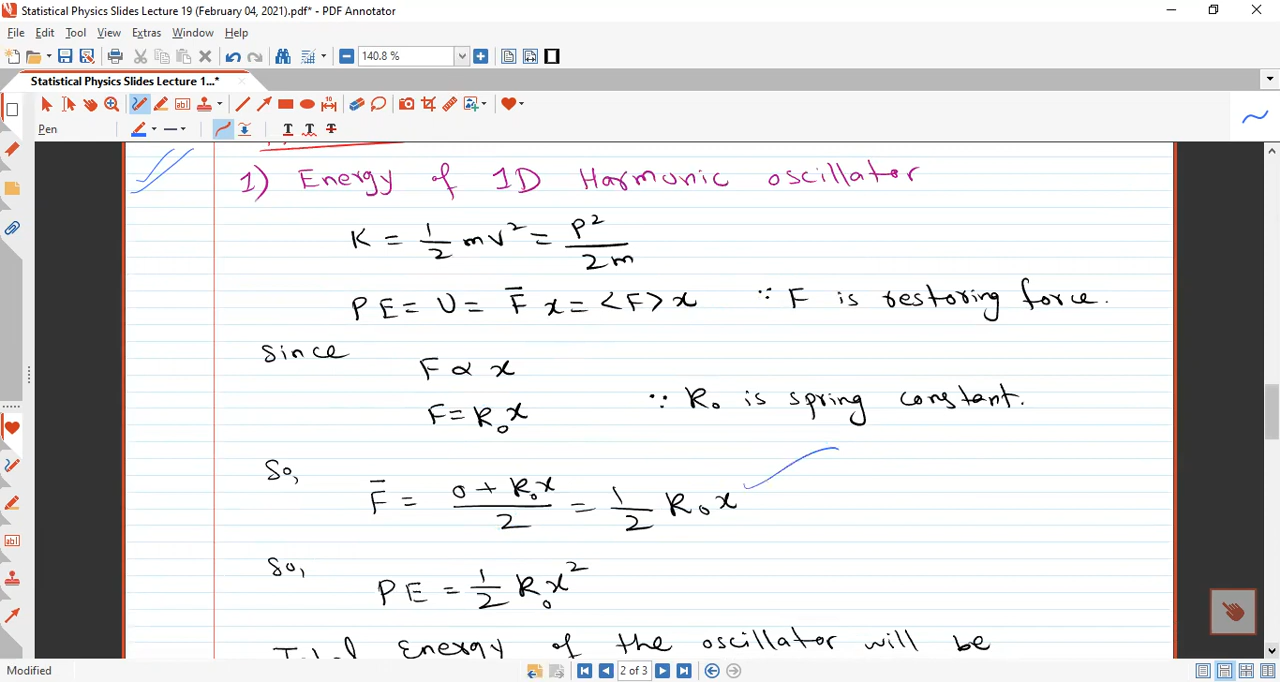 Statistical Physics Slides Lecture 19 (February 04, 2021).pdf* - PDF Annotator
File Edit Tool View Extras Window Help
140.8 %
Statistical Physics Slides Lecture 1...*
Pen
1) Energy of 1D Harmonic oscillator
K = 1/2 mv² = P²/2m
PE = U = F̄ x = <F> x ∵ F is restoring force.
Since
F ∝ x
F = k₀x ∵ k₀ is spring constant.
So,
F̄ = (0 + k₀x)/2 = 1/2 k₀x
So,
PE = 1/2 k₀x²
Total Energy of the oscillator will be
Modified
2 of 3